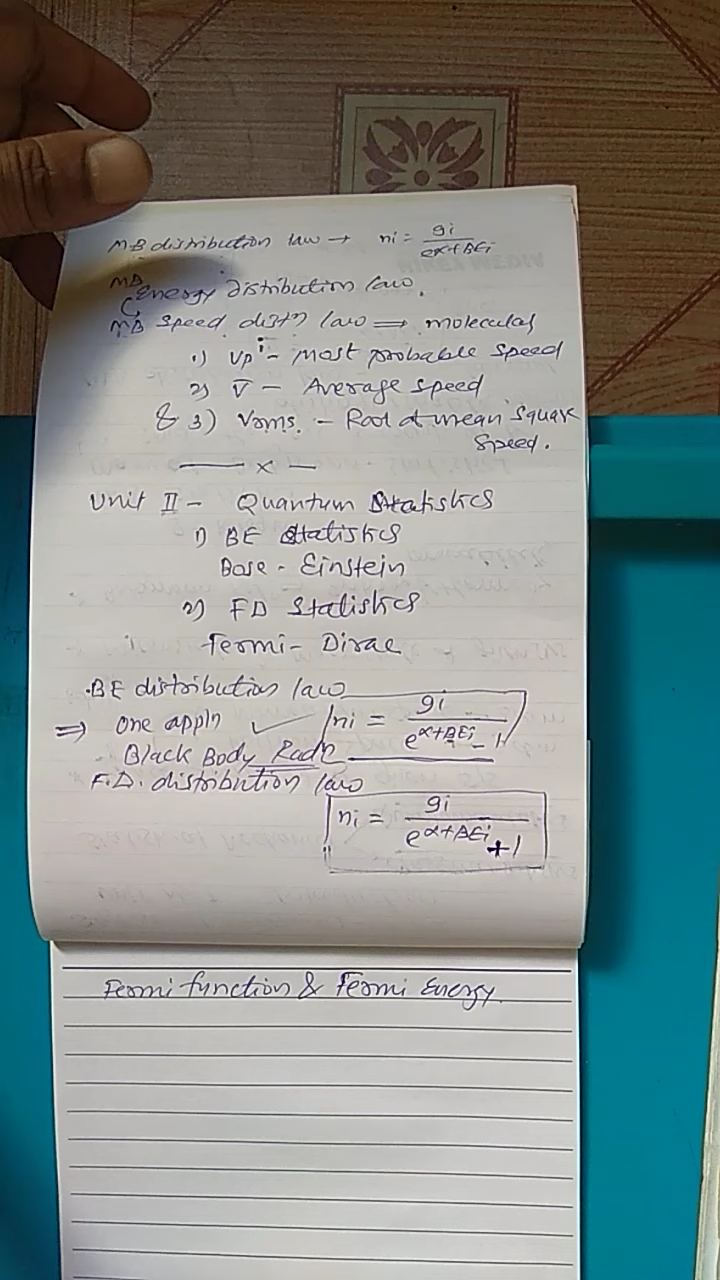 MB distribution law → ni = gi / e^α+βEi
MB Energy distribution law.
MB speed distn law ⇒ molecular
1) Vp - most probable speed
2) V̅ - Average speed
& 3) Vrms. - Root of mean square
speed.
— x —
Unit II - Quantum Statistics
1) BE Statistics
Bose - Einstein
2) FD Statistics
Fermi - Dirac
BE distribution law
⇒ one appln ✓ ni = gi / e^α+βEi - 1
Black Body Radn
F.D. distribution law
ni = gi / e^α+βEi + 1
Fermi function & Fermi Energy.